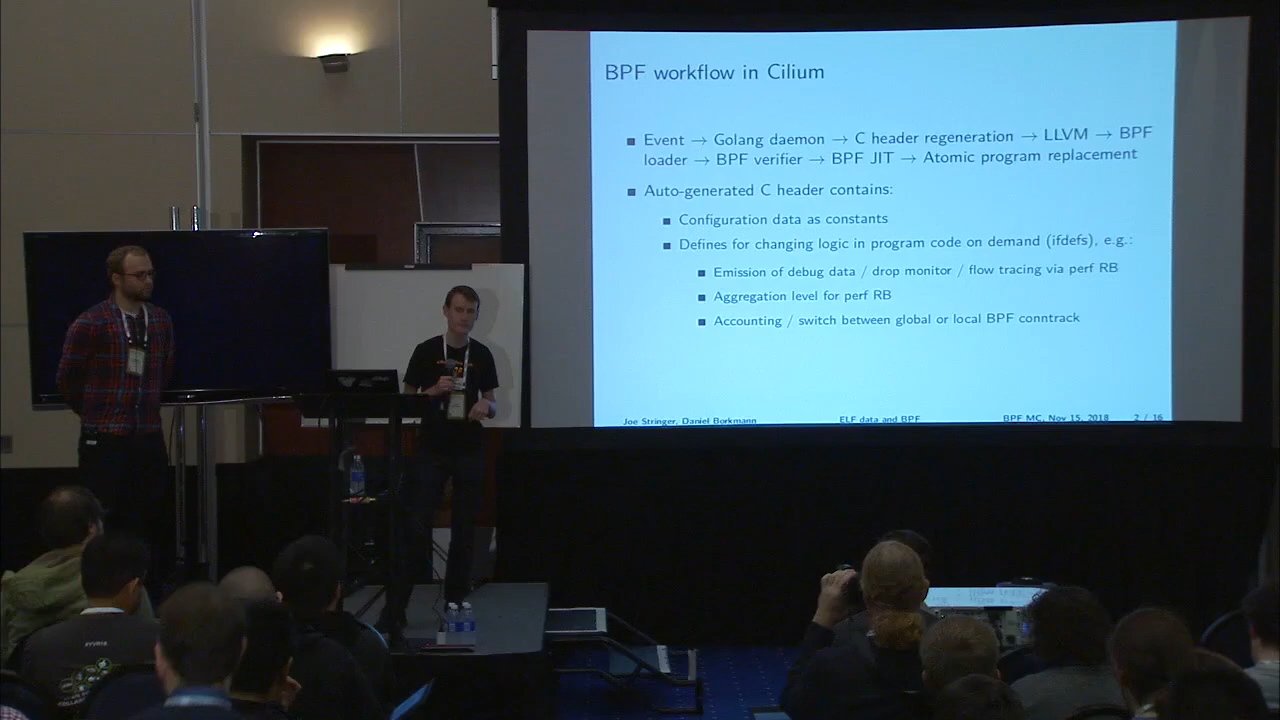 BPF workflow in Cilium
Event → Golang daemon → C header regeneration → LLVM → BPF
loader → BPF verifier → BPF JIT → Atomic program replacement
Auto-generated C header contains:
Configuration data as constants
Defines for changing logic in program code on demand (ifdefs), e.g.:
Emission of debug data / drop monitor / flow tracing via perf RB
Aggregation level for perf RB
Accounting / switch between global or local BPF conntrack
Joe Stringer, Daniel Borkmann ELF data and BPF BPF MC, Nov 15, 2018 2 / 16